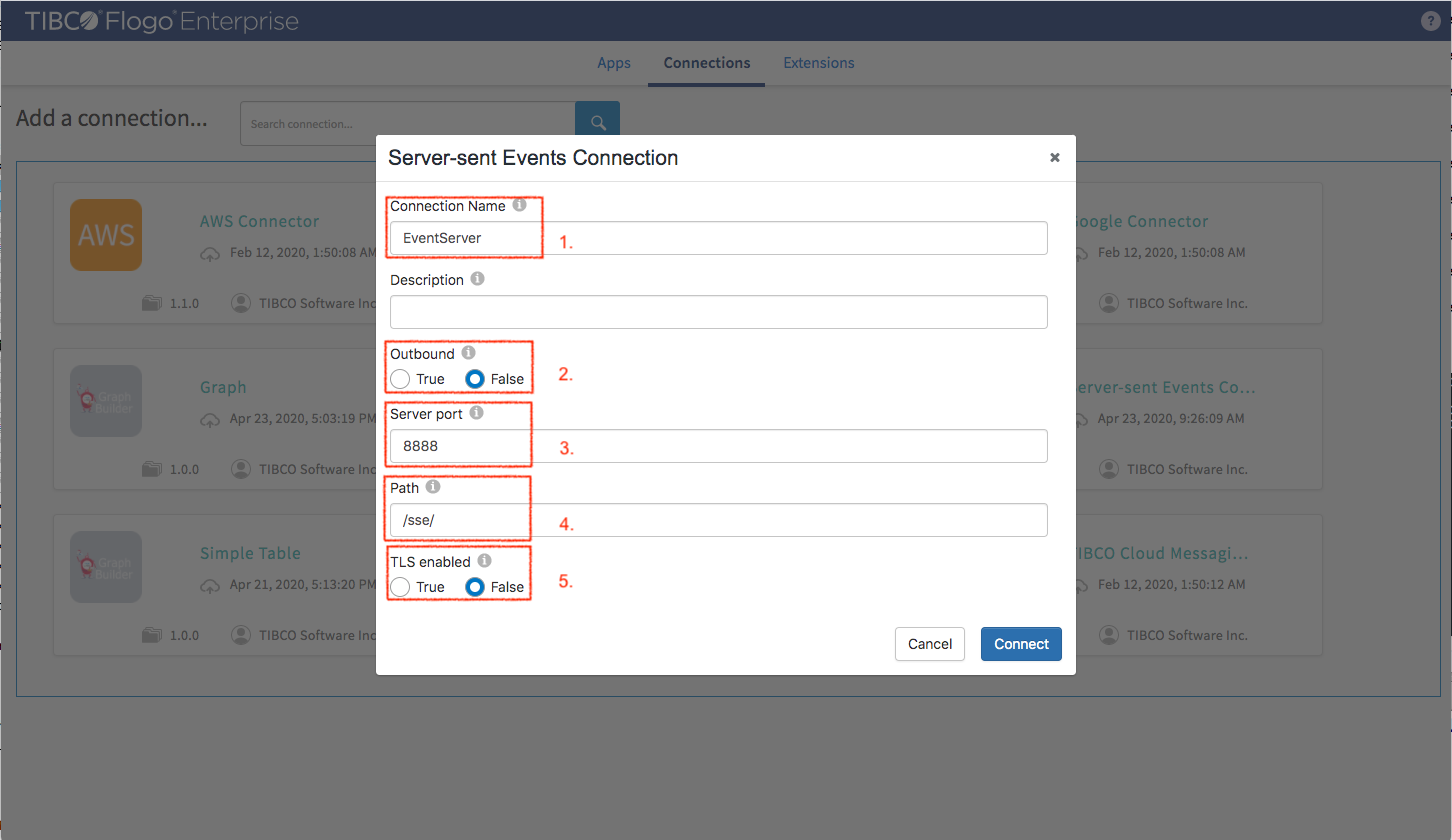 TIBCO Flogo Enterprise
?
Apps
Connections
Extensions
Add a connection...
Search connection...
Server-sent Events Connection
×
Connection Name
EventServer
1.
Description
Outbound
True
False
2.
Server port
8888
3.
Path
/sse/
4.
TLS enabled
True
False
5.
Cancel
Connect
AWS
AWS Connector
Feb 12, 2020, 1:50:08 AM
1.1.0
TIBCO Software Inc
oogle Connector
Feb 12, 2020, 1:50:08 AM
TIBCO Software Inc.
Graph
Builder
Graph
Apr 23, 2020, 5:03:19 PM
1.0.0
TIBCO Software Inc
erver-sent Events Co...
Apr 23, 2020, 9:26:09 AM
TIBCO Software Inc.
Graph
Builder
Simple Table
Apr 21, 2020, 5:13:20 PM
1.0.0
TIBCO Software Inc
TIBCO Cloud Messagi...
Feb 12, 2020, 1:50:12 AM
TIBCO Software Inc.